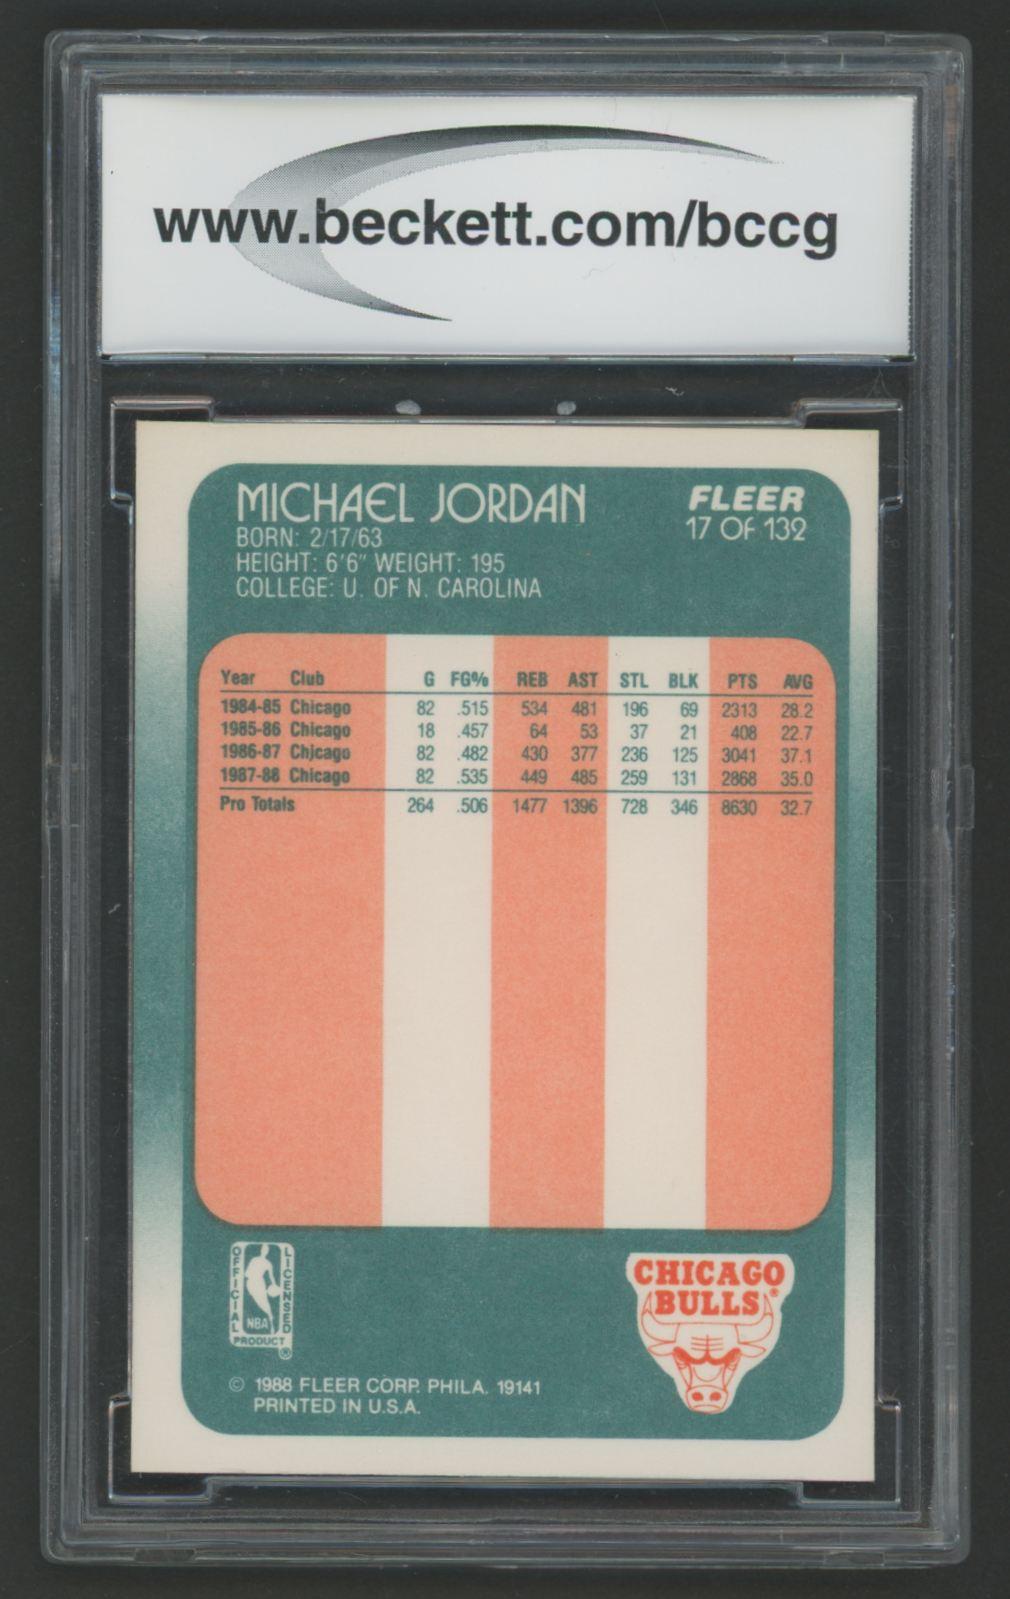 www.beckett.com/bccg
MICHAEL JORDAN
BORN: 2/17/63
HEIGHT: 6'6" WEIGHT: 195
COLLEGE: U. OF N. CAROLINA
FLEER
17 OF 132
Year Club G FG% REB AST STL BLK PTS AVG
1984-85 Chicago 82 .515 534 481 196 69 2313 28.2
1985-86 Chicago 18 .457 64 53 37 21 408 22.7
1986-87 Chicago 82 .482 430 377 236 125 3041 37.1
1987-88 Chicago 82 .535 449 485 259 131 2868 35.0
Pro Totals 264 .506 1477 1396 728 346 8630 32.7
OFFICIAL
LICENSED
NBA
PRODUCT
®
CHICAGO
BULLS®
© 1988 FLEER CORP. PHILA. 19141
PRINTED IN U.S.A.